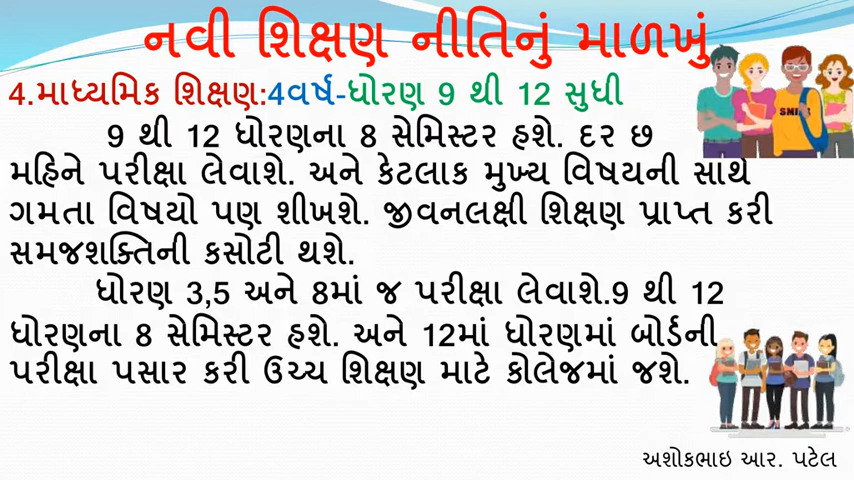 નવી શિક્ષણ નીતિનું માળખું
4.માધ્યમિક શિક્ષણ:4વર્ષ-ધોરણ 9 થી 12 સુધી
9 થી 12 ધોરણના 8 સેમિસ્ટર હશે. દર છ
મહિને પરીક્ષા લેવાશે. અને કેટલાક મુખ્ય વિષયની સાથે
ગમતા વિષયો પણ શીખશે. જીવનલક્ષી શિક્ષણ પ્રાપ્ત કરી
સમજશક્તિની કસોટી થશે.
ધોરણ 3,5 અને 8માં જ પરીક્ષા લેવાશે.9 થી 12
ધોરણના 8 સેમિસ્ટર હશે. અને 12માં ધોરણમાં બોર્ડની
પરીક્ષા પસાર કરી ઉચ્ચ શિક્ષણ માટે કોલેજમાં જશે.
અશોકભાઇ આર. પટેલ